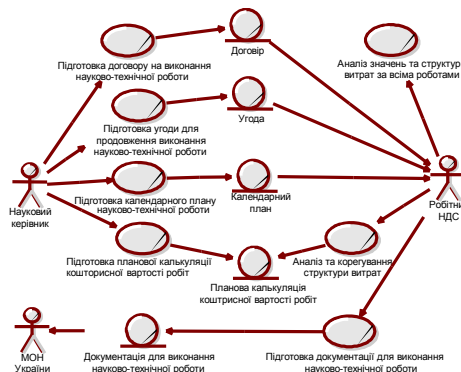 Договір
Підготовка договору на виконання
науково-технічної роботи
Аналіз значень та структур
витрат за всіма роботами
Угода
Підготовка угоди для
продовження виконання
науково-технічної роботи
Науковий
керівник
Підготовка календарного плану
науково-технічної роботи
Календарний
план
Робітни
НДС
Підготовка планової калькуляції
кошторисної вартості робіт
Планова калькуляція
коштрисної вартості робіт
Аналіз та корегування
структури витрат
МОН
України
Документація для виконання
науково-технічної роботи
Підготовка документації для виконання
науково-технічної роботи